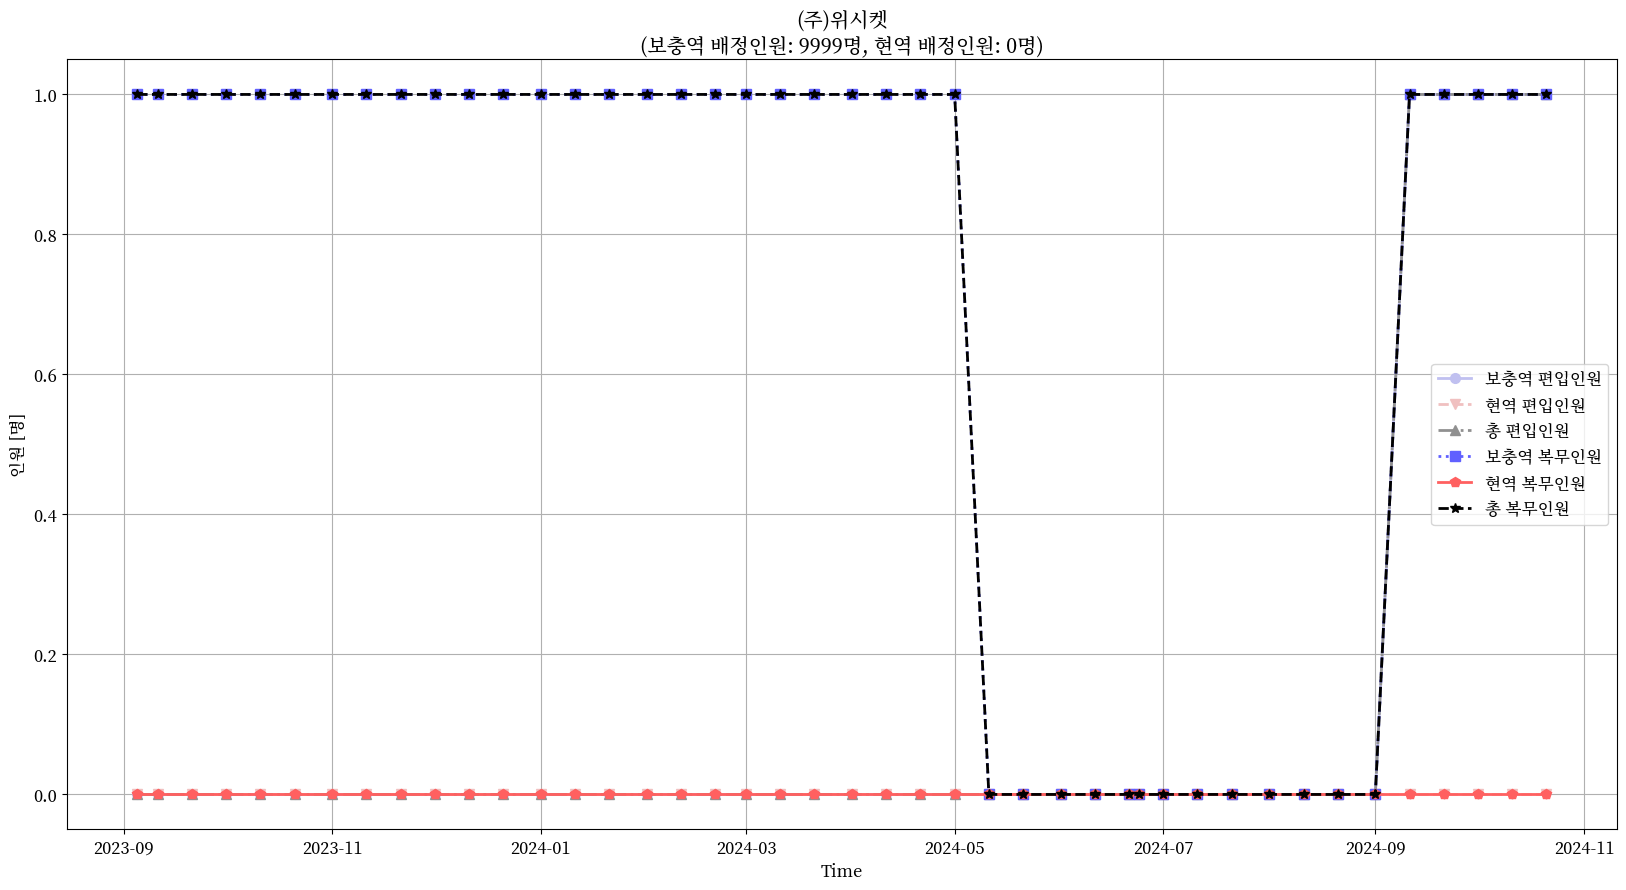 (주)위시켓
(보충역 배정인원: 9999명, 현역 배정인원: 0명)
인원 [명]
1.0
0.8
0.6
0.4
0.2
0.0
보충역 편입인원
현역 편입인원
총 편입인원
보충역 복무인원
현역 복무인원
총 복무인원
2023-09
2023-11
2024-01
2024-03
2024-05
2024-07
2024-09
2024-11
Time